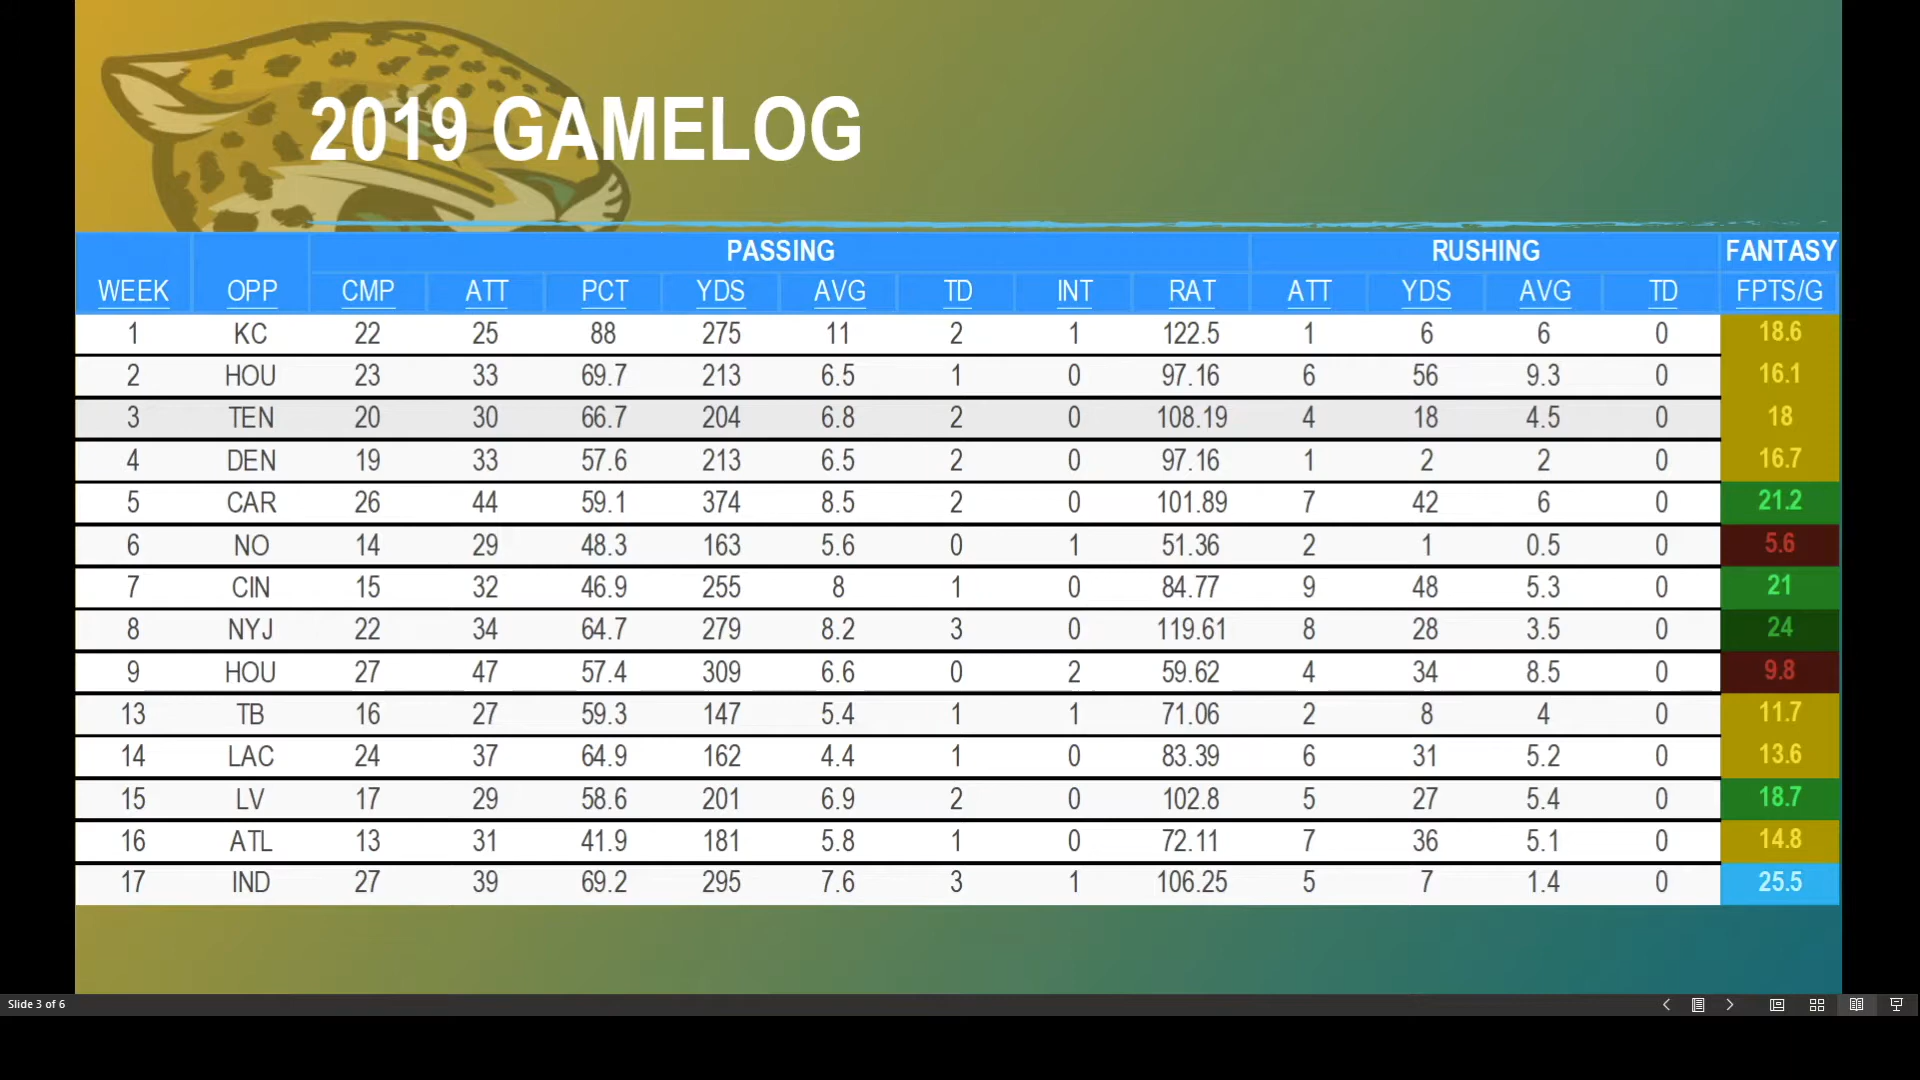 2019 GAMELOG
PASSING RUSHING FANTASY
WEEK OPP CMP ATT PCT YDS AVG TD INT RAT ATT YDS AVG TD FPTS/G
1 KC 22 25 88 275 11 2 1 122.5 1 6 6 0 18.6
2 HOU 23 33 69.7 213 6.5 1 0 97.16 6 56 9.3 0 16.1
3 TEN 20 30 66.7 204 6.8 2 0 108.19 4 18 4.5 0 18
4 DEN 19 33 57.6 213 6.5 2 0 97.16 1 2 2 0 16.7
5 CAR 26 44 59.1 374 8.5 2 0 101.89 7 42 6 0 21.2
6 NO 14 29 48.3 163 5.6 0 1 51.36 2 1 0.5 0 5.6
7 CIN 15 32 46.9 255 8 1 0 84.77 9 48 5.3 0 21
8 NYJ 22 34 64.7 279 8.2 3 0 119.61 8 28 3.5 0 24
9 HOU 27 47 57.4 309 6.6 0 2 59.62 4 34 8.5 0 9.8
13 TB 16 27 59.3 147 5.4 1 1 71.06 2 8 4 0 11.7
14 LAC 24 37 64.9 162 4.4 1 0 83.39 6 31 5.2 0 13.6
15 LV 17 29 58.6 201 6.9 2 0 102.8 5 27 5.4 0 18.7
16 ATL 13 31 41.9 181 5.8 1 0 72.11 7 36 5.1 0 14.8
17 IND 27 39 69.2 295 7.6 3 1 106.25 5 7 1.4 0 25.5
Slide 3 of 6